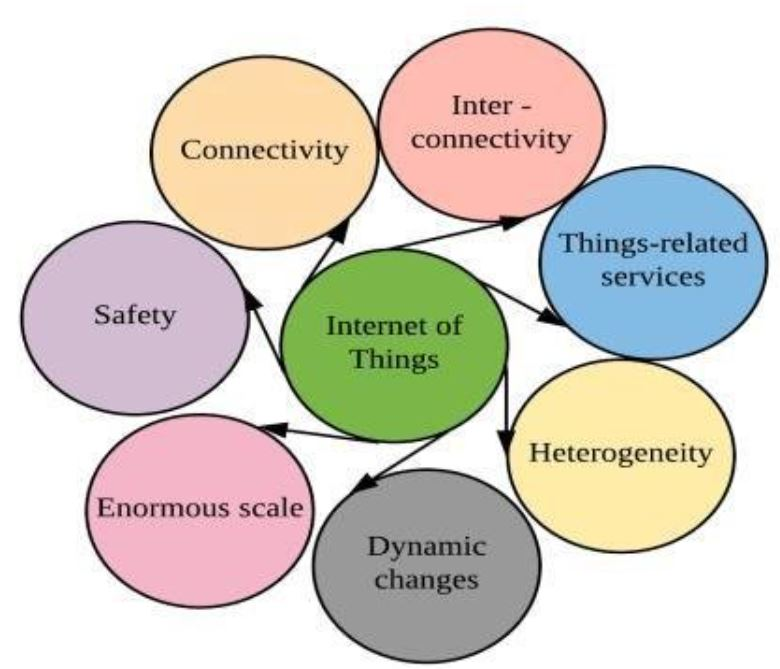 Inter -
connectivity
Connectivity
Things-related
services
Safety
Internet of
Things
Heterogeneity
Enormous scale
Dynamic
changes